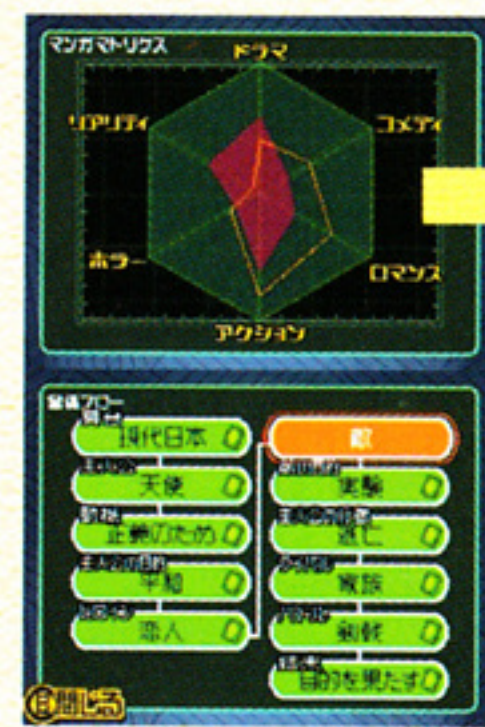 マンガマトリクス
ドラマ
リアリティ
コメディ
ホラー
ロマンス
アクション
現代日本
天使
正義のため
平和
恋人
敵
実験
逃亡
家族
剣戟
目的を果たす
閉じる